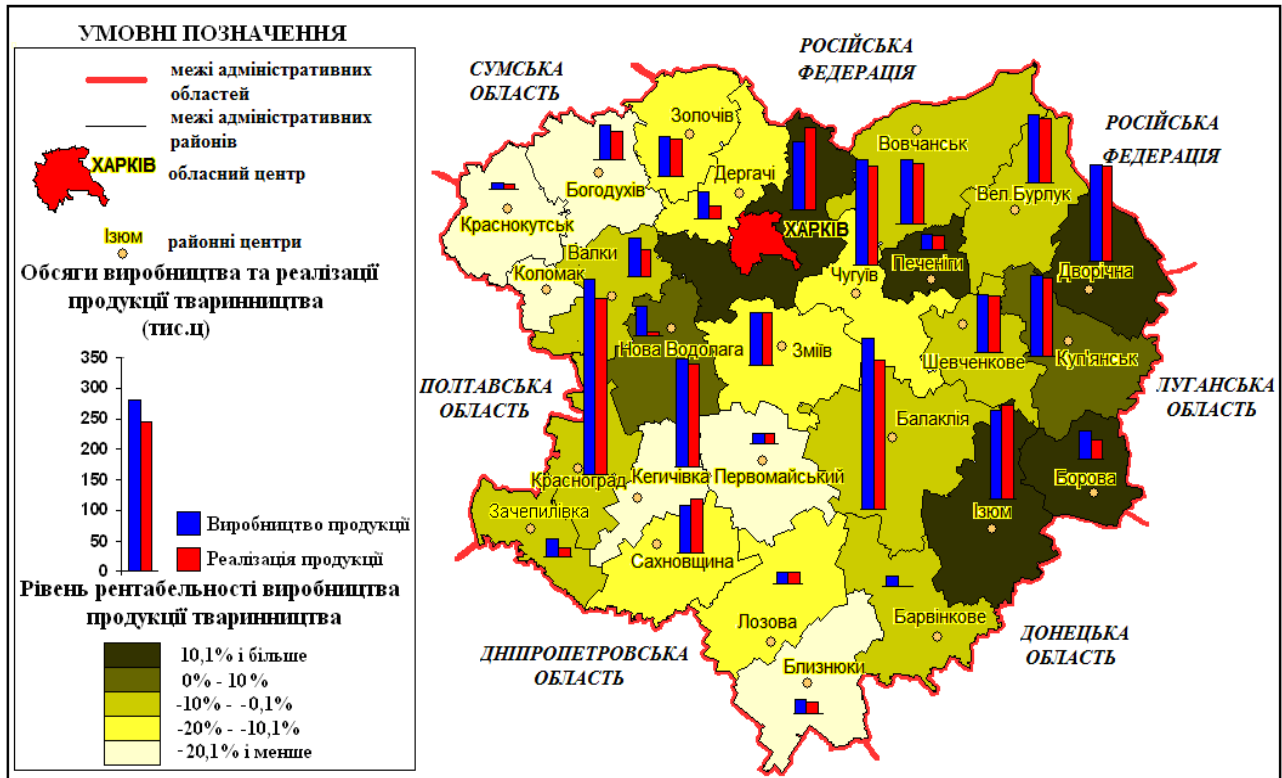 УМОВНІ ПОЗНАЧЕННЯ
межі адміністративних
областей
межі адміністративних
районів
ХАРКІВ
обласний центр
Ізюм
районні центри
Обсяги виробництва та реалізації
продукції тваринництва
(тис.ц)
350
300
250
200
150
100
50
0
Виробництво продукції
Реалізація продукції
Рівень рентабельності виробництва
продукції тваринництва
10,1% і більше
0% - 10%
-10% - -0,1%
-20% - -10,1%
-20,1% і менше
СУМСЬКА
ОБЛАСТЬ
РОСІЙСЬКА
ФЕДЕРАЦІЯ
РОСІЙСЬКА
ФЕДЕРАЦІЯ
Золочів
Вовчанськ
Богодухів
Дергачі
Вел.Бурлук
Краснокутськ
ХАРКІВ
Валки
Коломак
Чугуїв
Печеніги
Дворічна
Нова Водолага
Зміїв
Шевченкове
Куп'янськ
ПОЛТАВСЬКА
ОБЛАСТЬ
ЛУГАНСЬКА
ОБЛАСТЬ
Балаклія
Красноград
Кегичівка
Первомайський
Борова
Зачепилівка
Ізюм
Сахновщина
Лозова
Барвінкове
ДНІПРОПЕТРОВСЬКА
ОБЛАСТЬ
ДОНЕЦЬКА
ОБЛАСТЬ
Близнюки